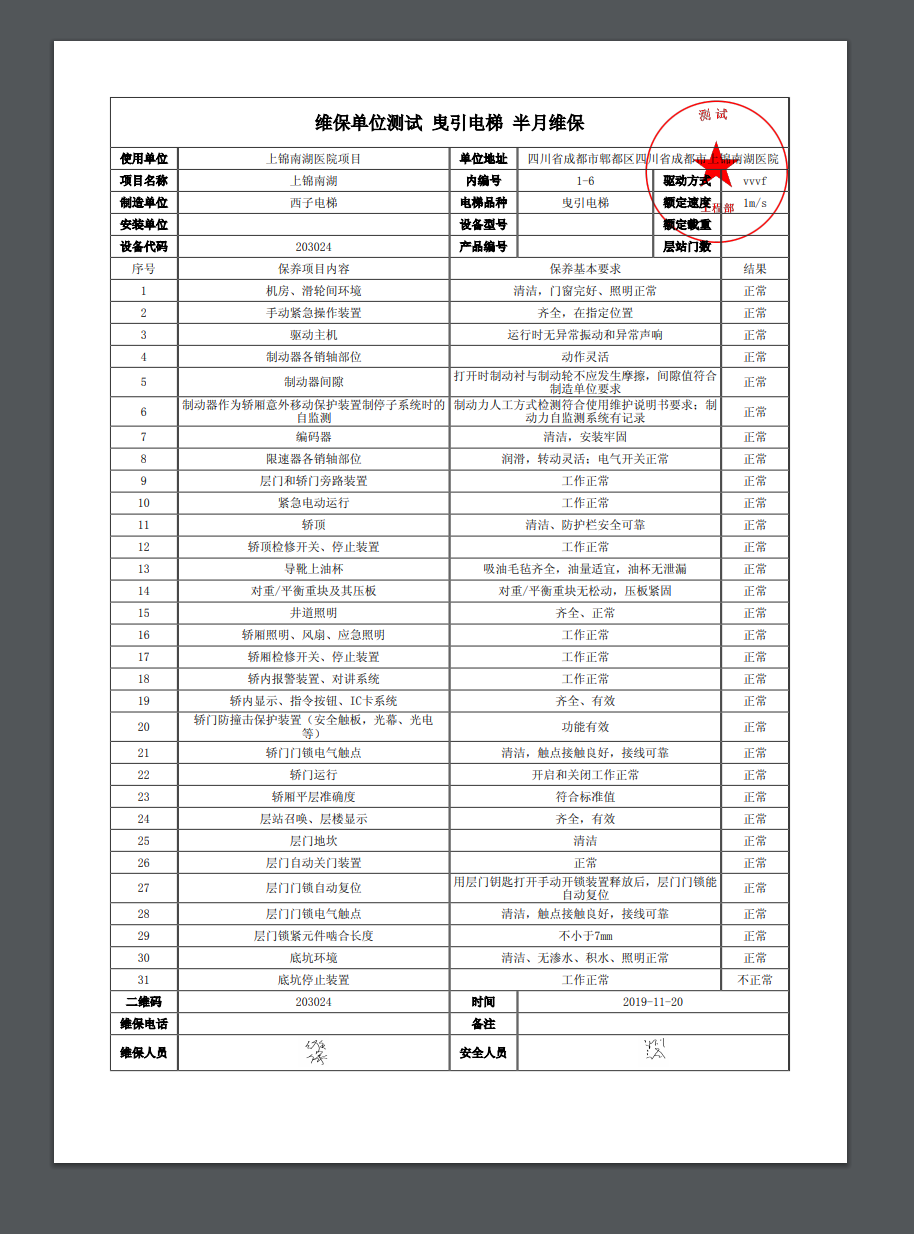 维保单位测试 曳引电梯 半月维保
测试
工程部
使用单位 上锦南湖医院项目 单位地址 四川省成都市郫都区四川省成都市上锦南湖医院
项目名称 上锦南湖 内编号 1-6 驱动方式 vvvf
制造单位 西子电梯 电梯品种 曳引电梯 额定速度 1m/s
安装单位 设备型号 额定载重
设备代码 203024 产品编号 层站门数
序号 保养项目内容 保养基本要求 结果
1 机房、滑轮间环境 清洁，门窗完好、照明正常 正常
2 手动紧急操作装置 齐全，在指定位置 正常
3 驱动主机 运行时无异常振动和异常声响 正常
4 制动器各销轴部位 动作灵活 正常
5 制动器间隙 打开时制动衬与制动轮不应发生摩擦，间隙值符合
制造单位要求 正常
6 制动器作为轿厢意外移动保护装置制停子系统时的
自监测 制动力人工方式检测符合使用维护说明书要求；制
动力自监测系统有记录 正常
7 编码器 清洁，安装牢固 正常
8 限速器各销轴部位 润滑，转动灵活；电气开关正常 正常
9 层门和轿门旁路装置 工作正常 正常
10 紧急电动运行 工作正常 正常
11 轿顶 清洁、防护栏安全可靠 正常
12 轿顶检修开关、停止装置 工作正常 正常
13 导靴上油杯 吸油毛毡齐全，油量适宜，油杯无泄漏 正常
14 对重/平衡重块及其压板 对重/平衡重块无松动，压板紧固 正常
15 井道照明 齐全、正常 正常
16 轿厢照明、风扇、应急照明 工作正常 正常
17 轿厢检修开关、停止装置 工作正常 正常
18 轿内报警装置、对讲系统 工作正常 正常
19 轿内显示、指令按钮、IC卡系统 齐全、有效 正常
20 轿门防撞击保护装置（安全触板，光幕、光电
等） 功能有效 正常
21 轿门门锁电气触点 清洁，触点接触良好，接线可靠 正常
22 轿门运行 开启和关闭工作正常 正常
23 轿厢平层准确度 符合标准值 正常
24 层站召唤、层楼显示 齐全，有效 正常
25 层门地坎 清洁 正常
26 层门自动关门装置 正常 正常
27 层门门锁自动复位 用层门钥匙打开手动开锁装置释放后，层门门锁能
自动复位 正常
28 层门门锁电气触点 清洁，触点接触良好，接线可靠 正常
29 层门锁紧元件啮合长度 不小于7mm 正常
30 底坑环境 清洁、无渗水、积水、照明正常 正常
31 底坑停止装置 工作正常 不正常
二维码 203024 时间 2019-11-20
维保电话 备注
维保人员 安全人员